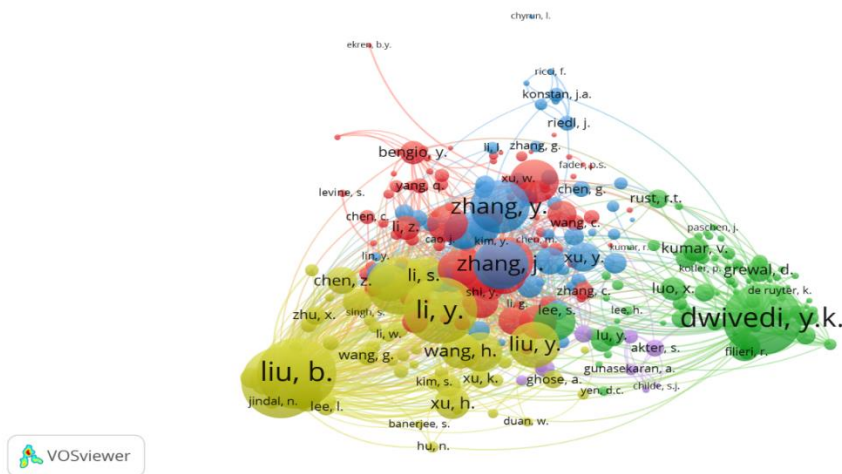 chyrun, l.
ekren, b.y.
ricci, f.
konstan, j.a.
riedl, j.
bengio, y.
li, l.
zhang, g.
fader, p.s.
yang, q.
xu, w.
levine, s.
chen, g.
rust, r.t.
zhang, y.
chen, c.
li, z.
wang, c.
paschen, j.
cao, j.
kim, y.
chen, m.
kumar, r.
kumar, v.
lin, y.
xu, y.
zhang, j.
kotler, p.
grewal, d.
chen, z.
li, s.
shi, y.
zhang, c.
luo, x.
de ruyter, k.
li, y.
li, g.
lee, s.
lee, h.
zhu, x.
singh, s.
dwivedi, y.k.
li, w.
lu, y.
liu, y.
akter, s.
filieri, r.
wang, g.
wang, h.
gunasekaran, a.
liu, b.
kim, s.
xu, k.
ghose, a.
yen, d.c.
childe, s.j.
jindal, n.
lee, l.
xu, h.
banerjee, s.
duan, w.
hu, n.
VOSviewer